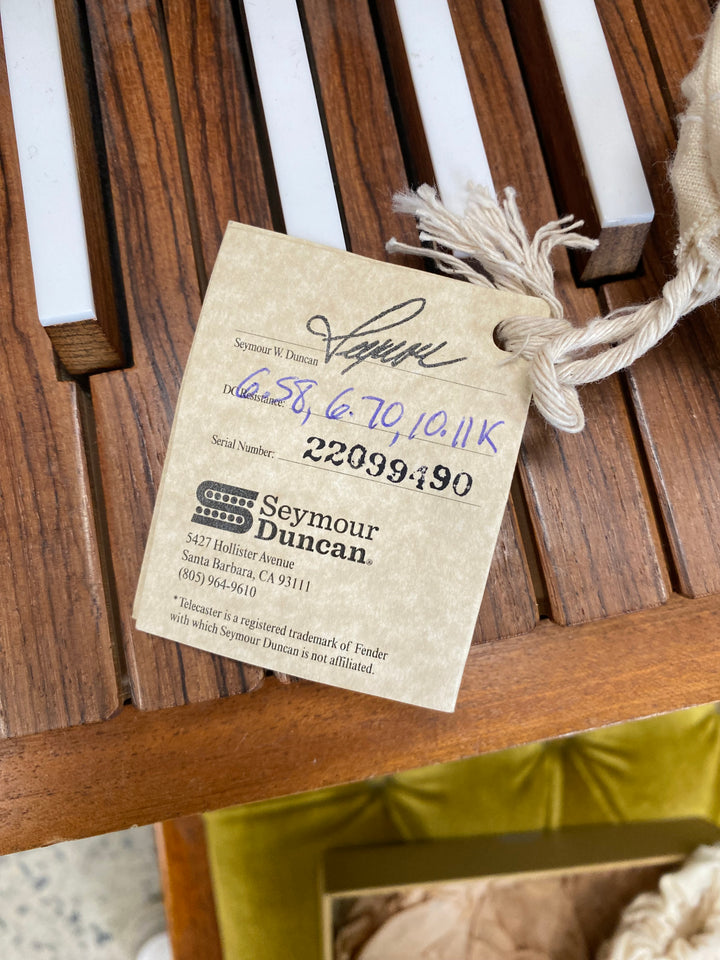 Seymour W. Duncan Seymour
DC Resistance: 6.58, 6.70, 10.11K
Serial Number: 22099490
Seymour
Duncan®
5427 Hollister Avenue
Santa Barbara, CA 93111
(805) 964-9610
*Telecaster is a registered trademark of Fender
with which Seymour Duncan is not affiliated.